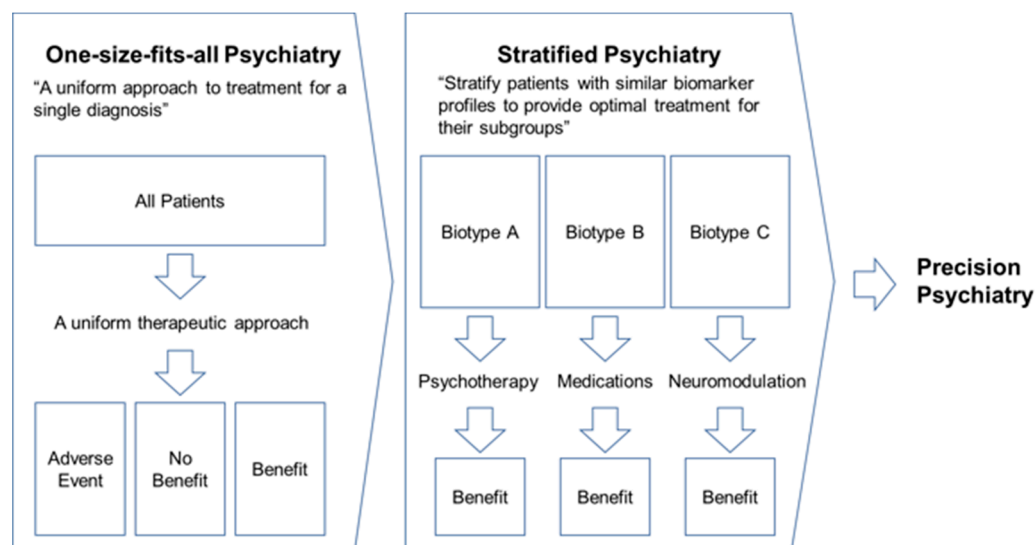 One-size-fits-all Psychiatry
“A uniform approach to treatment for a
single diagnosis”
All Patients
A uniform therapeutic approach
Adverse
Event
No
Benefit
Benefit
Stratified Psychiatry
“Stratify patients with similar biomarker
profiles to provide optimal treatment for
their subgroups”
Biotype A
Biotype B
Biotype C
Psychotherapy
Medications
Neuromodulation
Benefit
Benefit
Benefit
Precision
Psychiatry